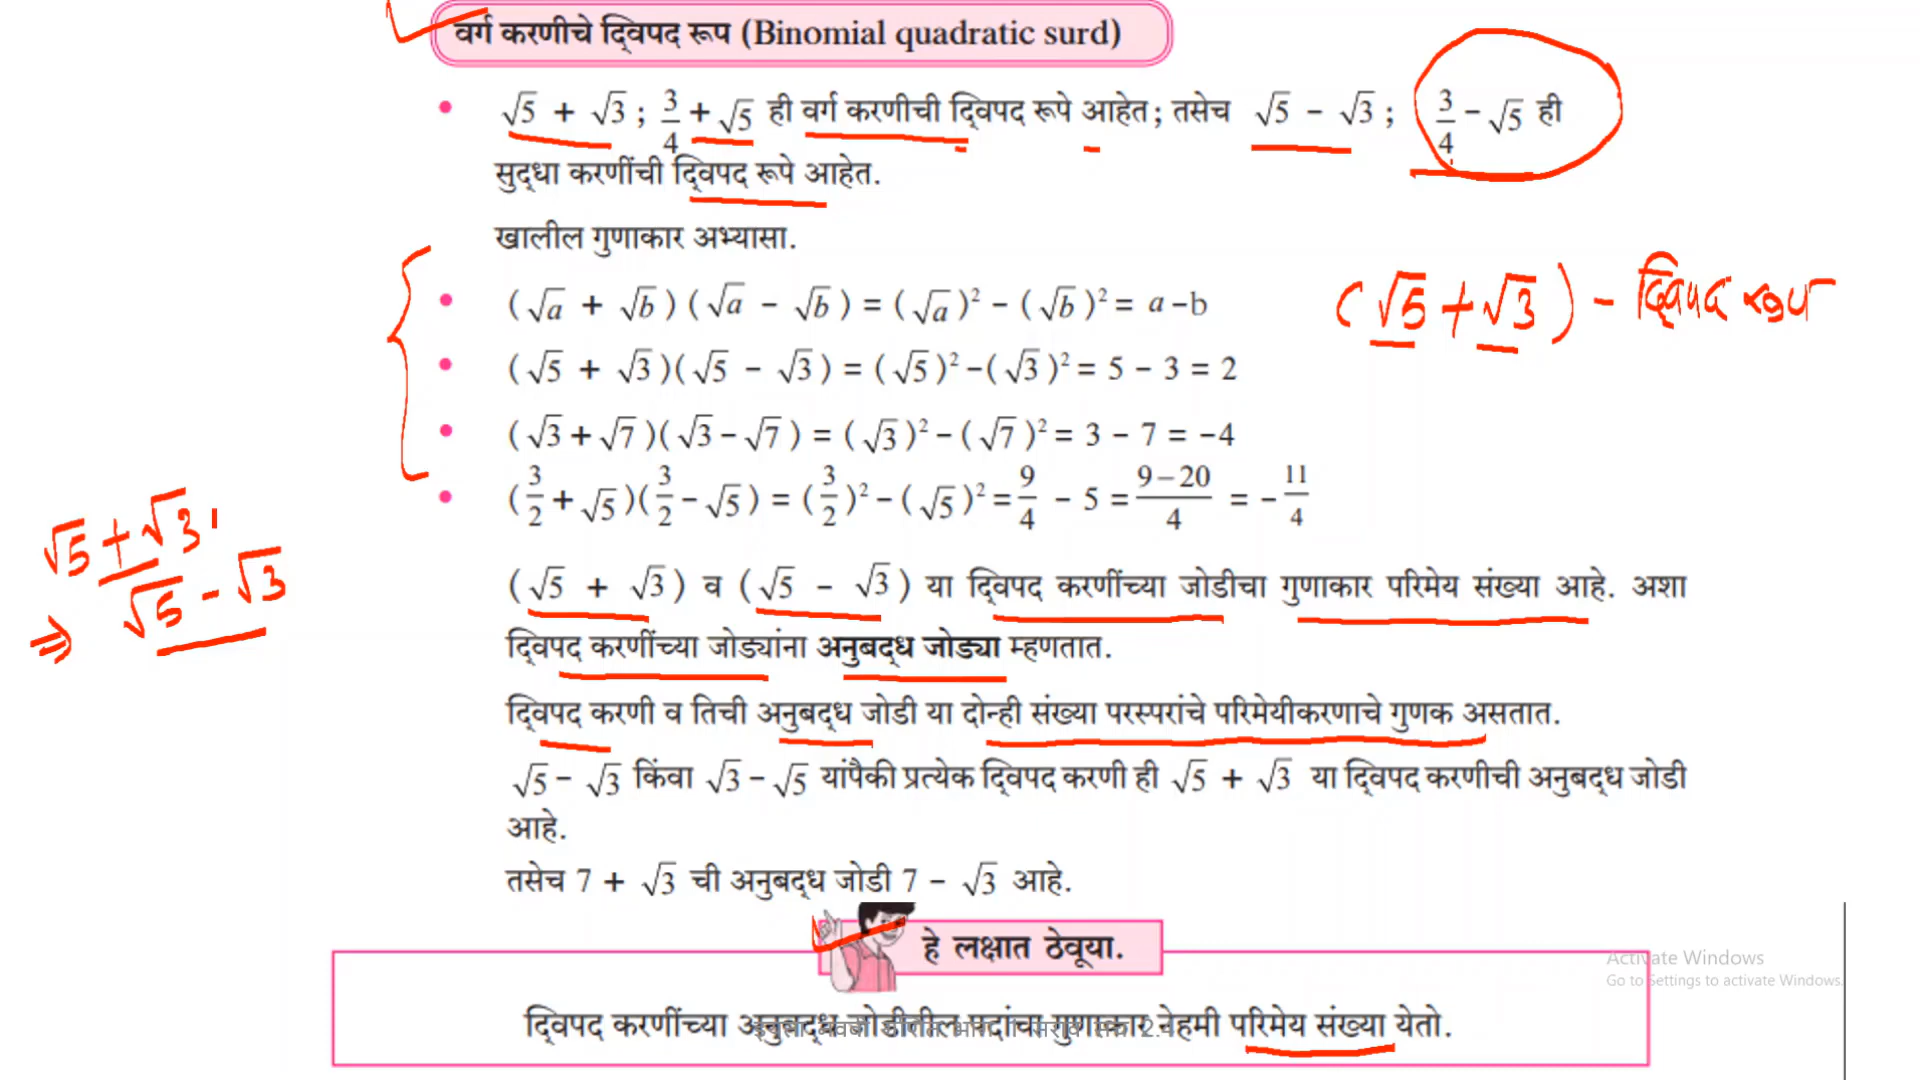 वर्ग करणीचे द्विपद रूप (Binomial quadratic surd)
• √5 + √3 ; 3/4 + √5 ही वर्ग करणीची द्विपद रूपे आहेत ; तसेच √5 − √3 ; 3/4 − √5 ही
सुद्धा करणींची द्विपद रूपे आहेत.
खालील गुणाकार अभ्यासा.
• (√a + √b)(√a − √b) = (√a)² − (√b)² = a − b
(√5 + √3) − द्विपद रूप
• (√5 + √3)(√5 − √3) = (√5)² − (√3)² = 5 − 3 = 2
• (√3 + √7)(√3 − √7) = (√3)² − (√7)² = 3 − 7 = −4
• (3/2 + √5)(3/2 − √5) = (3/2)² − (√5)² = 9/4 − 5 = (9 − 20)/4 = − 11/4
√5 + √3
⇒ √5 − √3
(√5 + √3) व (√5 − √3) या द्विपद करणींच्या जोडीचा गुणाकार परिमेय संख्या आहे. अशा
द्विपद करणींच्या जोड्यांना अनुबद्ध जोड्या म्हणतात.
द्विपद करणी व तिची अनुबद्ध जोडी या दोन्ही संख्या परस्परांचे परिमेयीकरणाचे गुणक असतात.
√5 − √3 किंवा √3 − √5 यांपैकी प्रत्येक द्विपद करणी ही √5 + √3 या द्विपद करणीची अनुबद्ध जोडी
आहे.
तसेच 7 + √3 ची अनुबद्ध जोडी 7 − √3 आहे.
हे लक्षात ठेवूया.
Activate Windows
Go to Settings to activate Windows.
द्विपद करणींच्या अनुबद्ध जोडीतील पदांचा गुणाकार नेहमी परिमेय संख्या येतो.